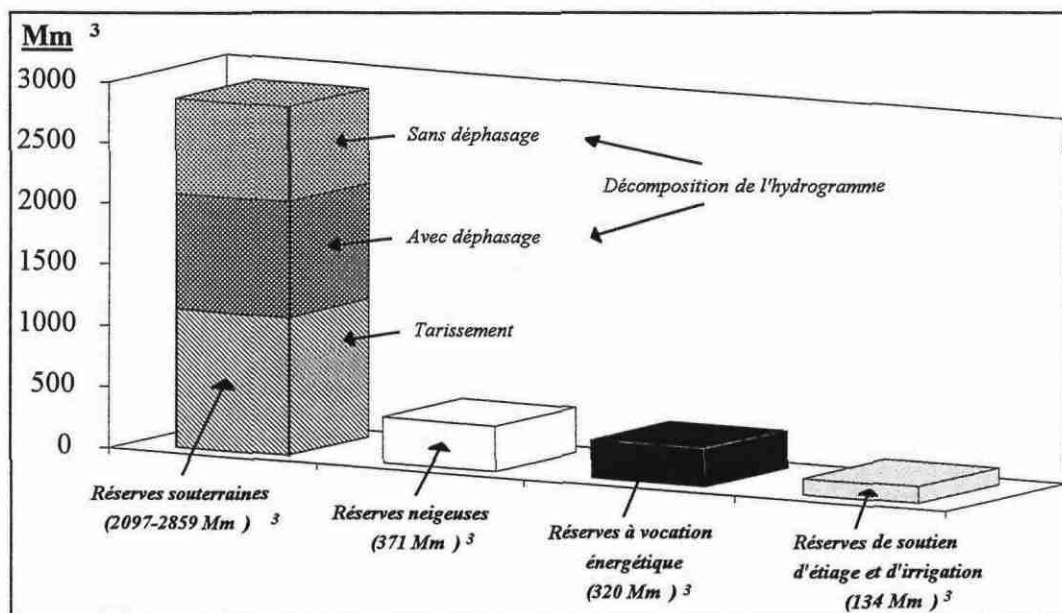 Mm 3
3000
2500
2000
1500
1000
500
0
Sans déphasage
Décomposition de l'hydrogramme
Avec déphasage
Tarissement
Réserves souterraines
(2097-2859 Mm ) 3
Réserves neigeuses
(371 Mm ) 3
Réserves à vocation
énergétique
(320 Mm ) 3
Réserves de soutien
d'étiage et d'irrigation
(134 Mm ) 3